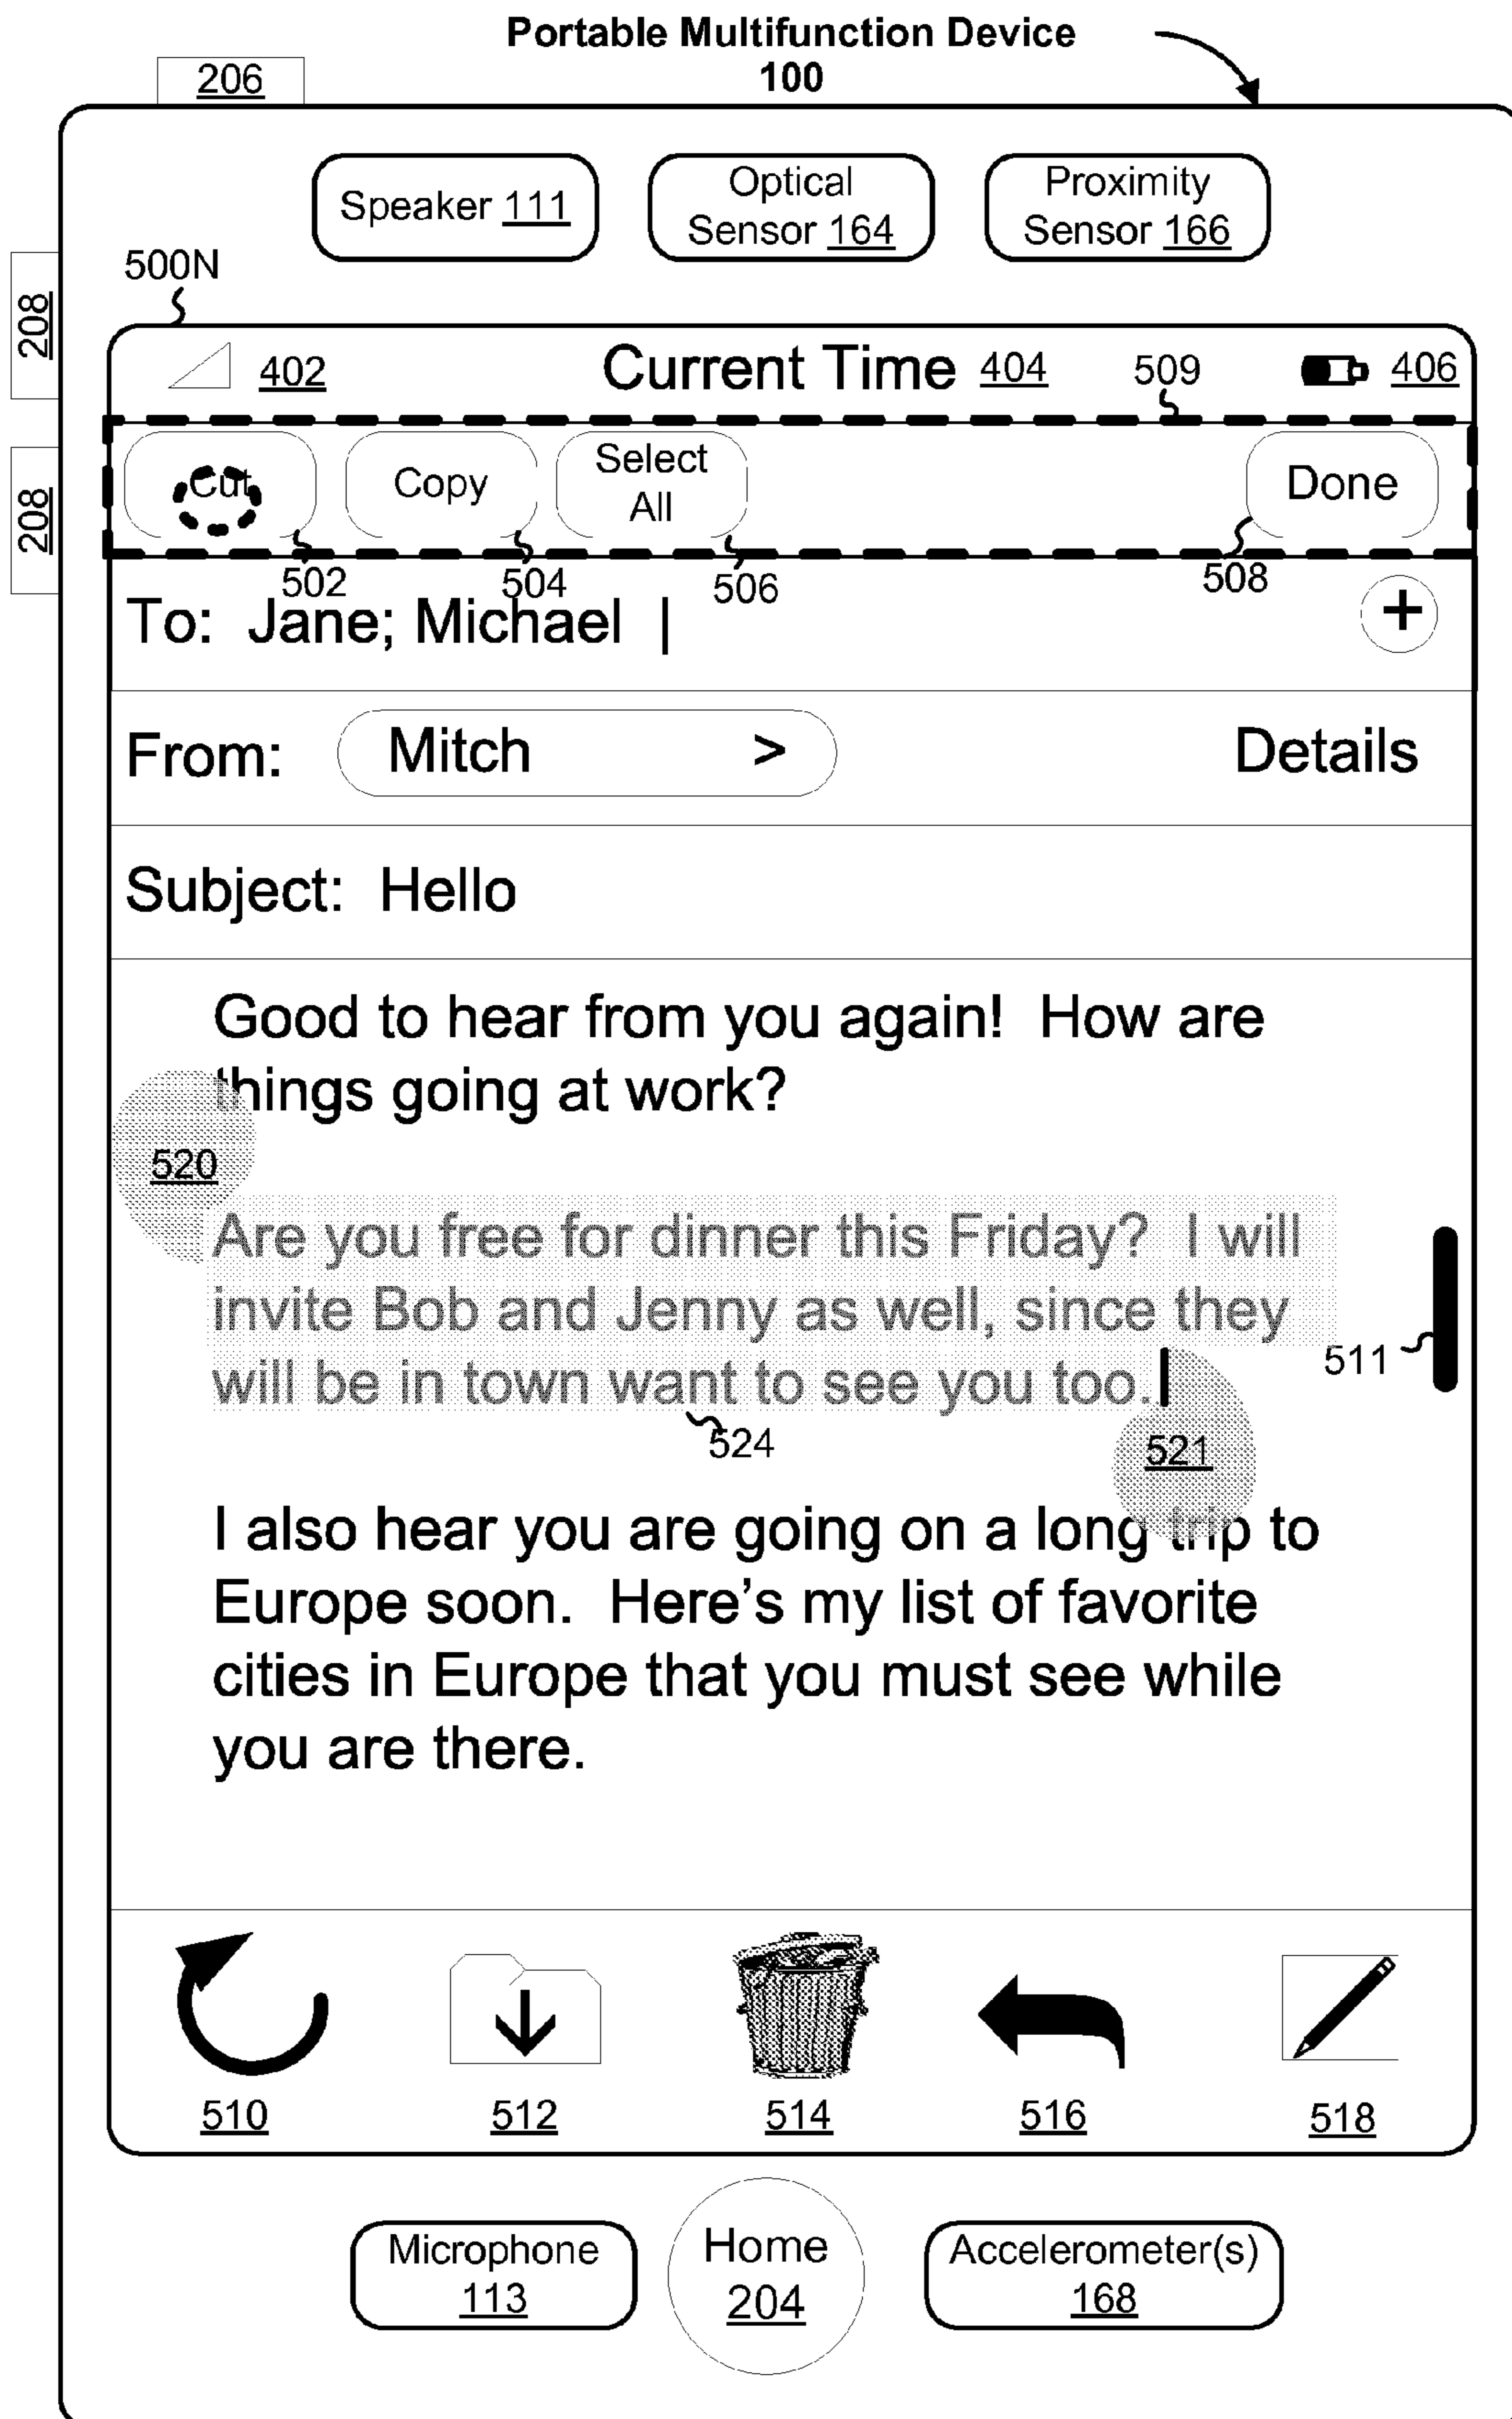 Portable Multifunction Device
100
206
Speaker 111
Optical
Sensor 164
Proximity
Sensor 166
500N
208
208
402
Current Time 404
509
406
Cut
Copy
Select
All
Done
502
504
506
508
To: Jane; Michael
+
From: Mitch >
Details
Subject: Hello
Good to hear from you again! How are
things going at work?
520
Are you free for dinner this Friday? I will
invite Bob and Jenny as well, since they
will be in town want to see you too.
511
524
521
I also hear you are going on a long trip to
Europe soon. Here’s my list of favorite
cities in Europe that you must see while
you are there.
510
512
514
516
518
Microphone
113
Home
204
Accelerometer(s)
168